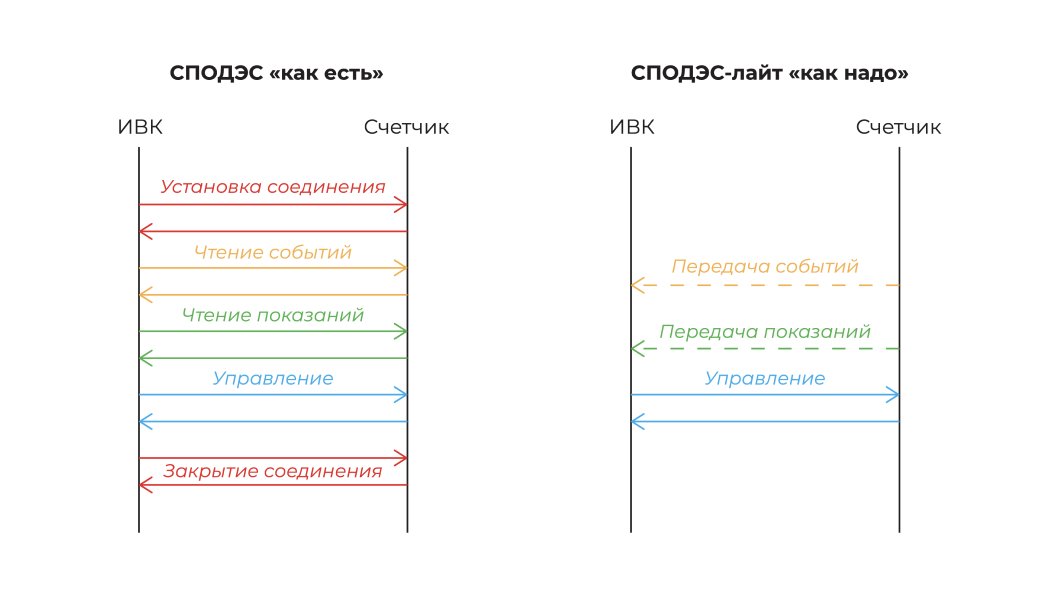 СПОДЭС «как есть»
ИВК
Счетчик
Установка соединения
Чтение событий
Чтение показаний
Управление
Закрытие соединения
СПОДЭС-лайт «как надо»
ИВК
Счетчик
Передача событий
Передача показаний
Управление